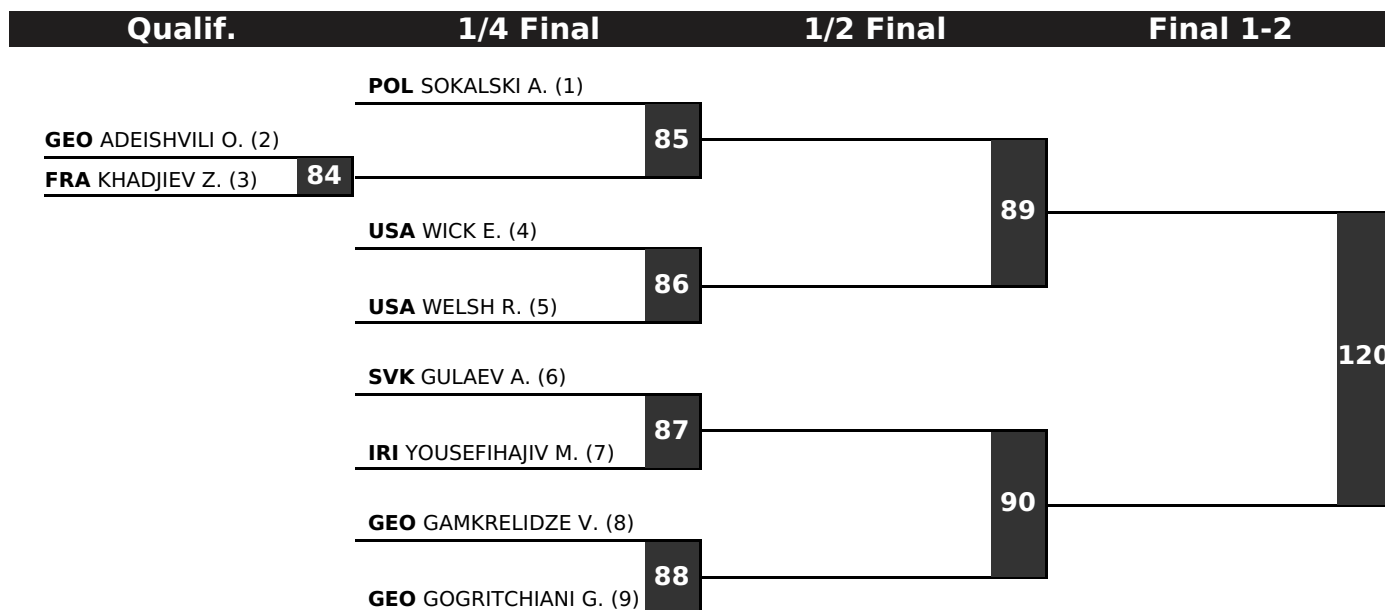 Qualif. 1/4 Final 1/2 Final Final 1-2
POL SOKALSKI A. (1)
85
GEO ADEISHVILI O. (2)
FRA KHADJIEV Z. (3) 84
89
USA WICK E. (4)
86
USA WELSH R. (5)
120
SVK GULAEV A. (6)
87
IRI YOUSEFIHAJIV M. (7)
90
GEO GAMKRELIDZE V. (8)
88
GEO GOGRITCHIANI G. (9)